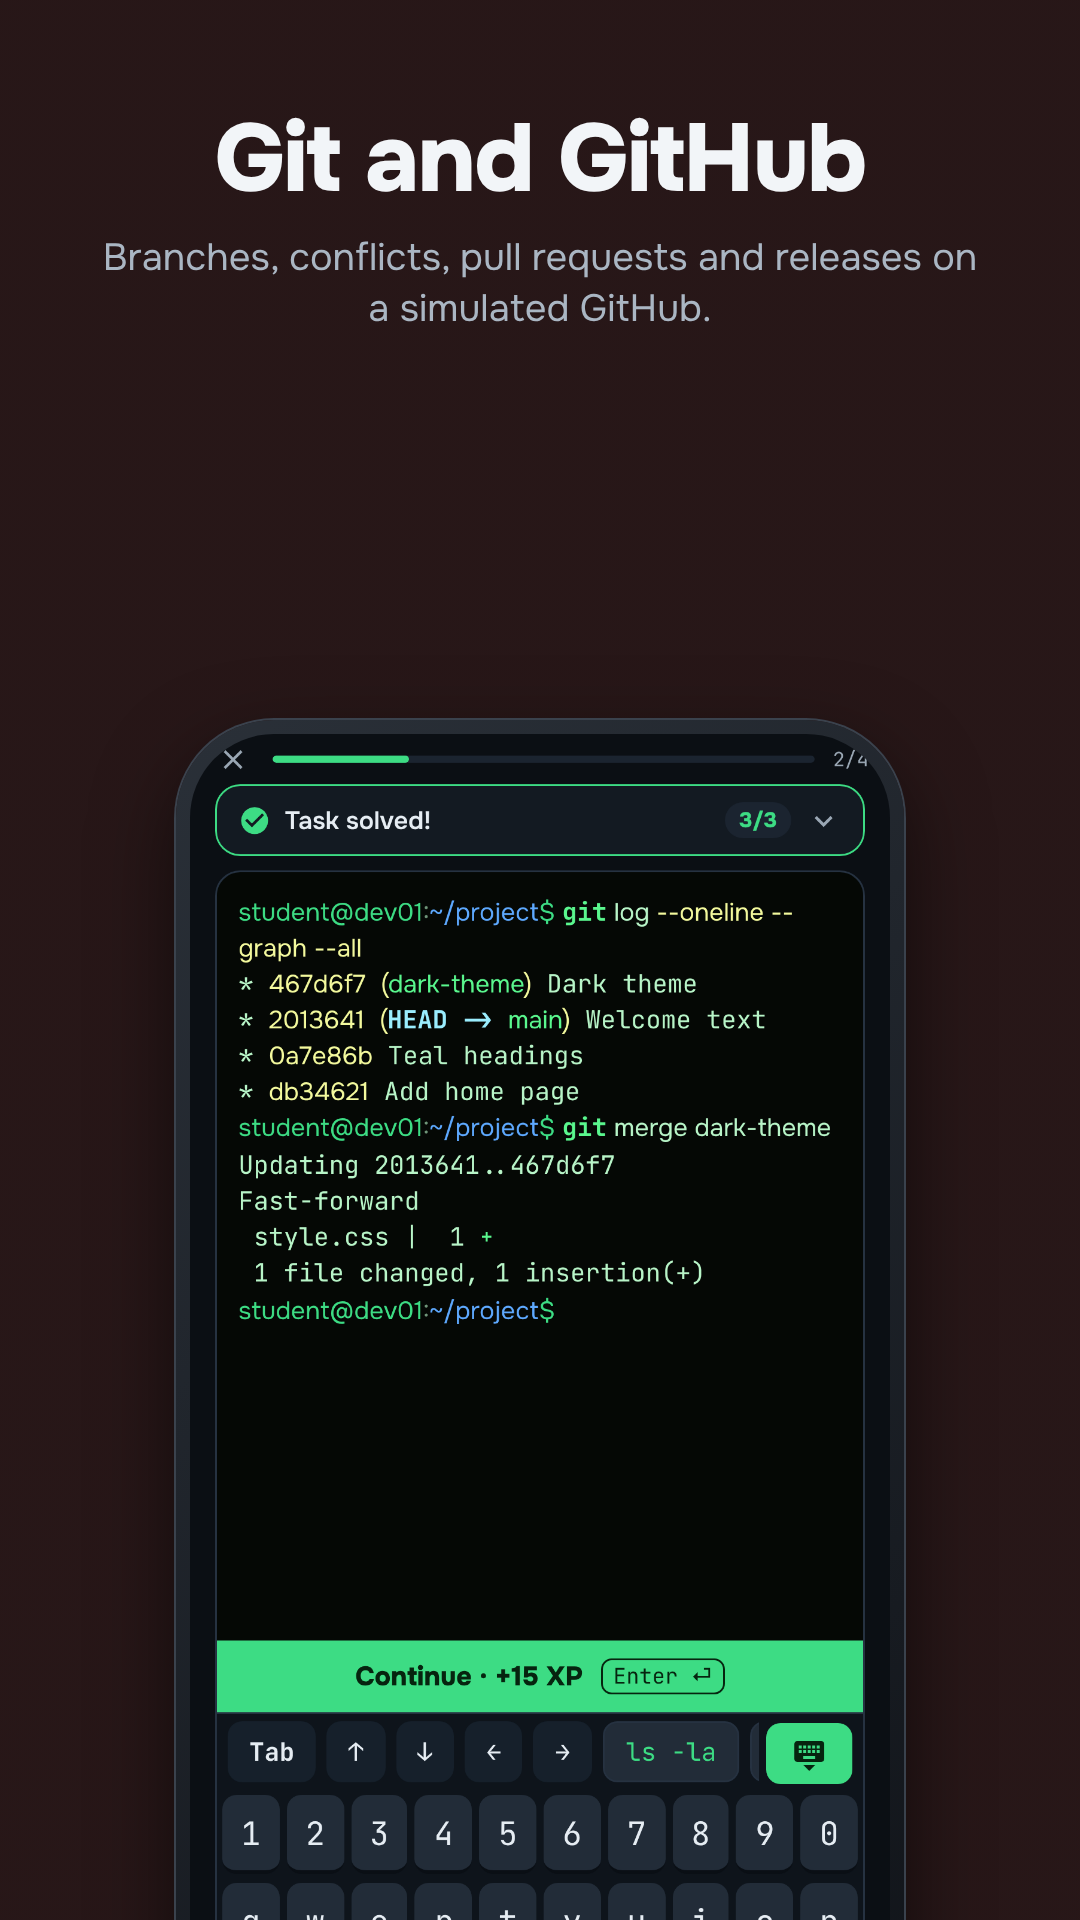 Git and GitHub
Branches, conflicts, pull requests and releases on
a simulated GitHub.
2/4
Task solved!
3/3
student@dev01:~/project$ git log --oneline --
graph --all
* 467d6f7 (dark-theme) Dark theme
* 2013641 (HEAD -> main) Welcome text
* 0a7e86b Teal headings
* db34621 Add home page
student@dev01:~/project$ git merge dark-theme
Updating 2013641..467d6f7
Fast-forward
style.css | 1 +
1 file changed, 1 insertion(+)
student@dev01:~/project$
Continue · +15 XP Enter ⏎
Tab ↑ ↓ ← → ls -la
1 2 3 4 5 6 7 8 9 0
q w e r t y u i o p